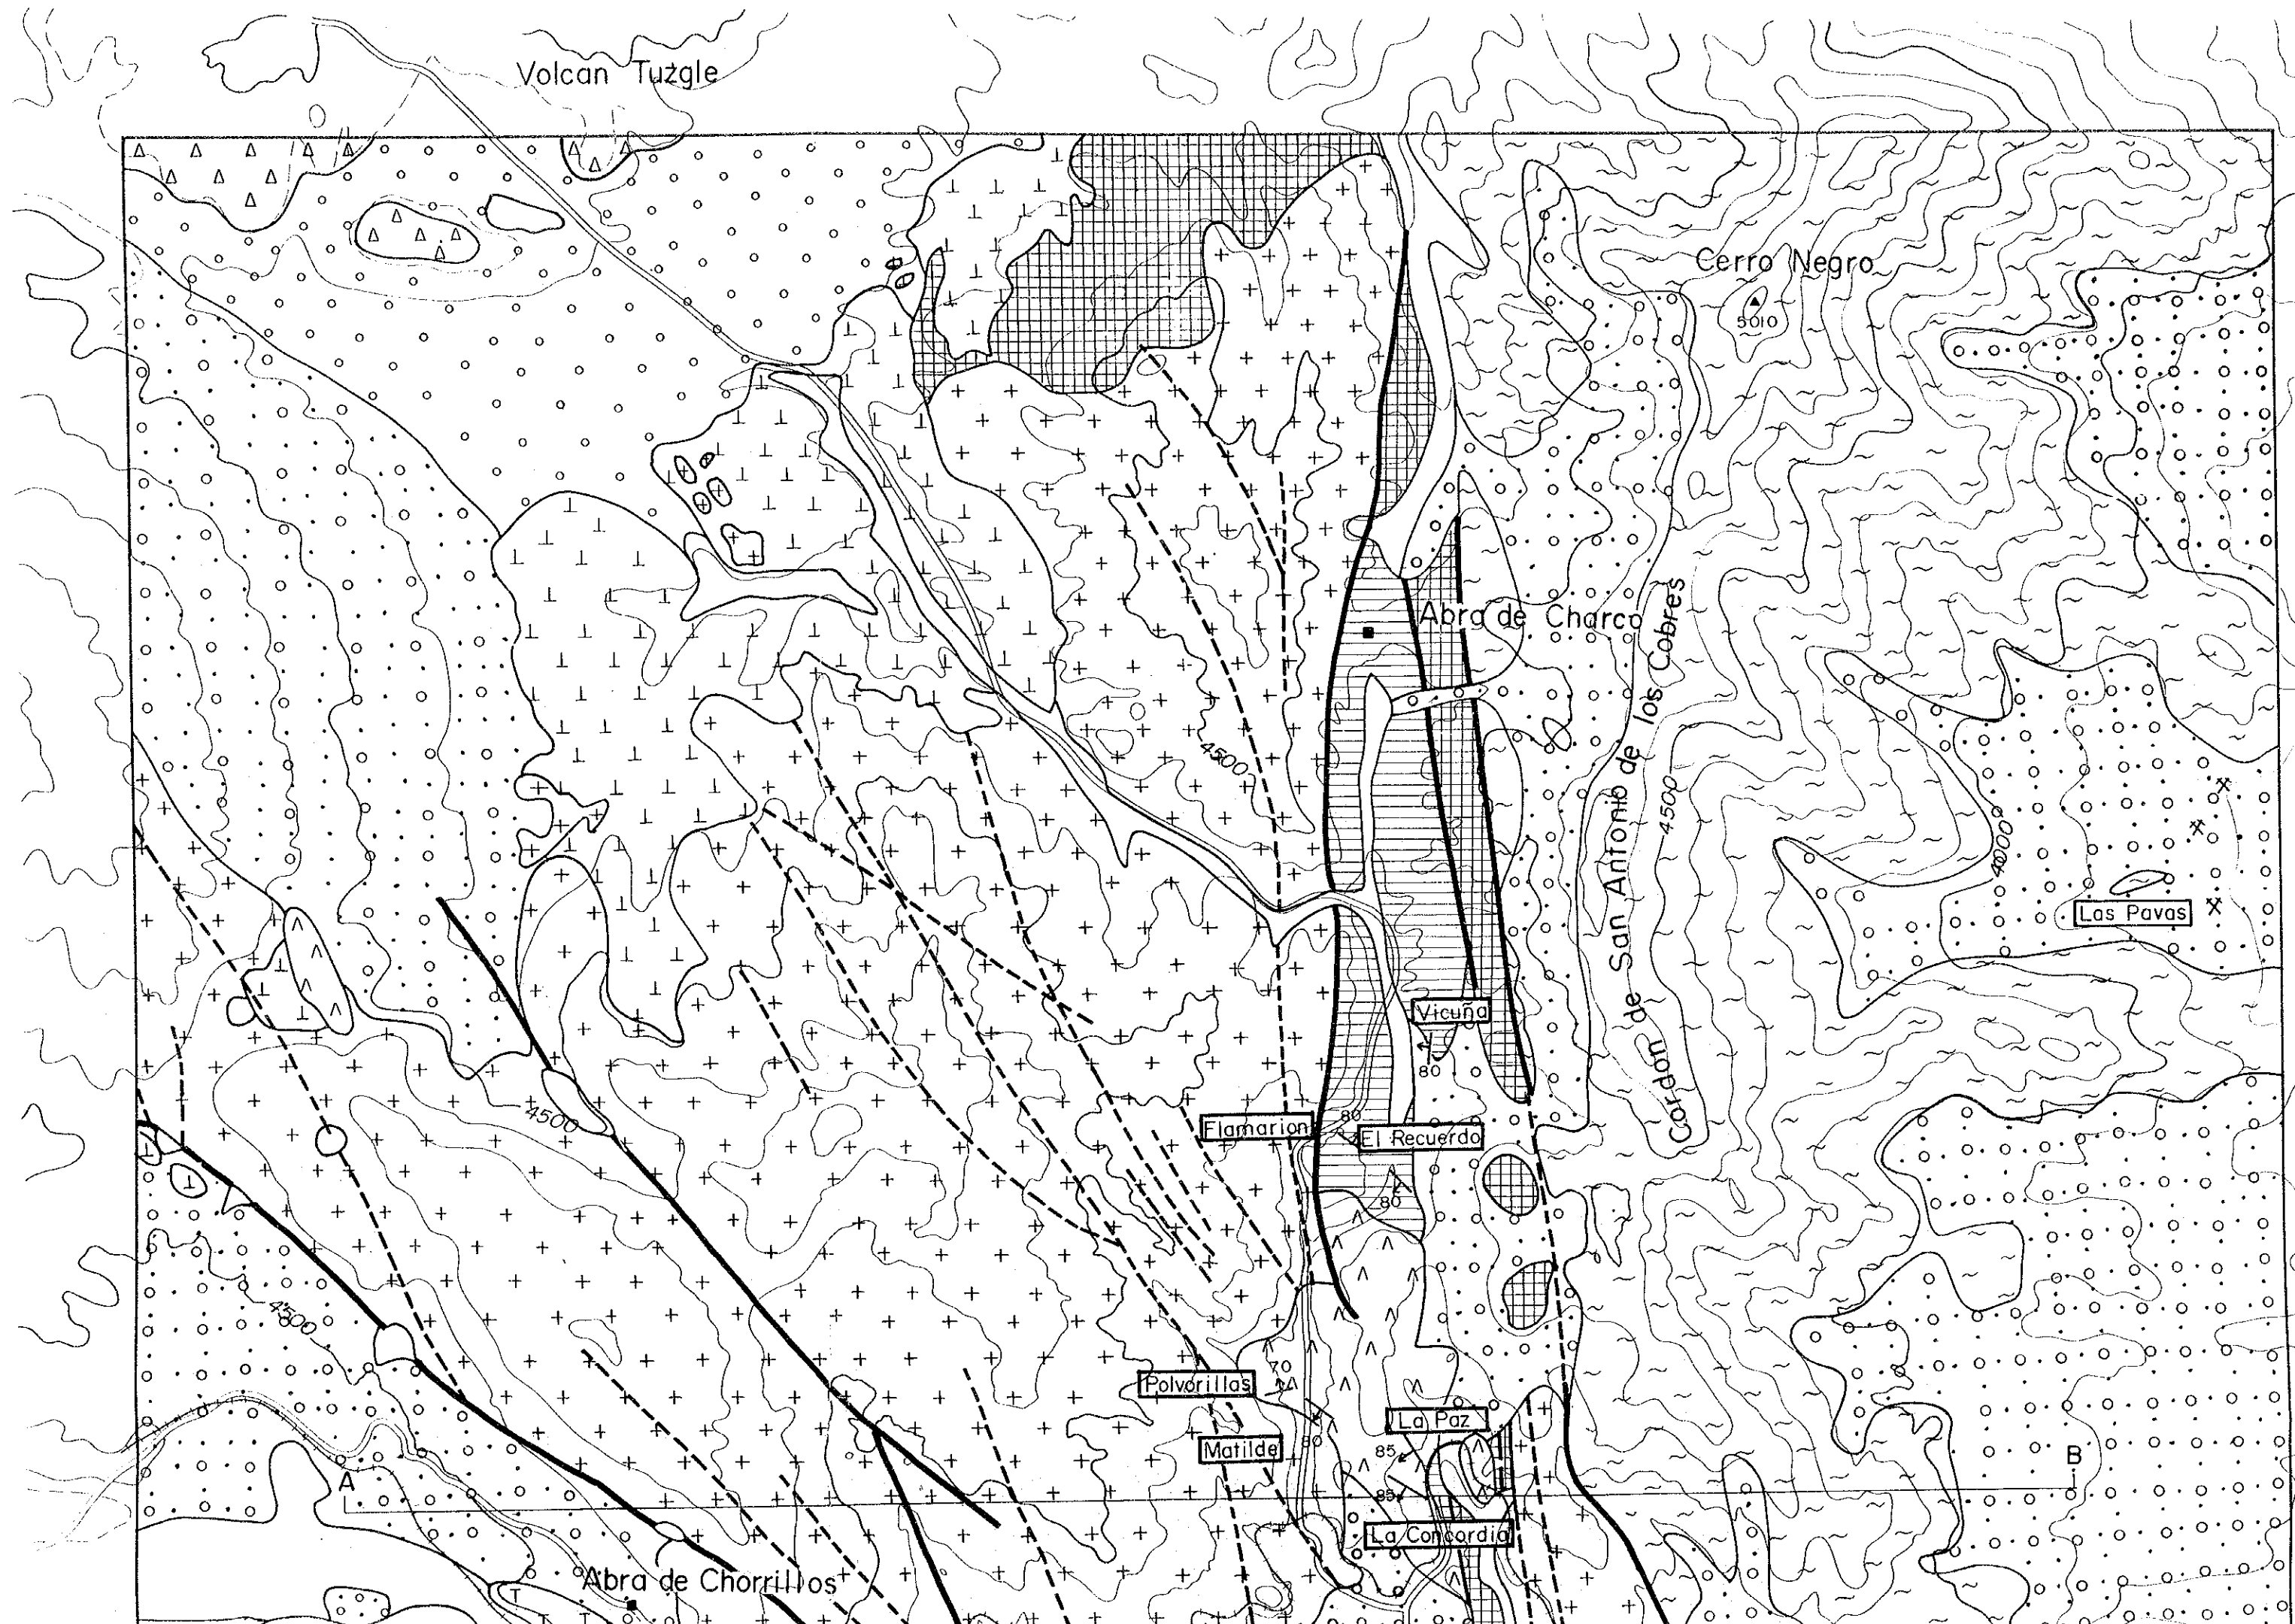 Volcan Tuzgle
Cerro Negro
5010
Abra de Charco
Cordon de San Antonio de los Cobres
4500
4500
4000
Las Pavas
Vicuña
80
4500
Flamarion
80
El Recuerdo
80
4500
70
Polvorillas
La Paz
Matilde
80
85
A
B
85
La Concordia
Abra de Chorrillos